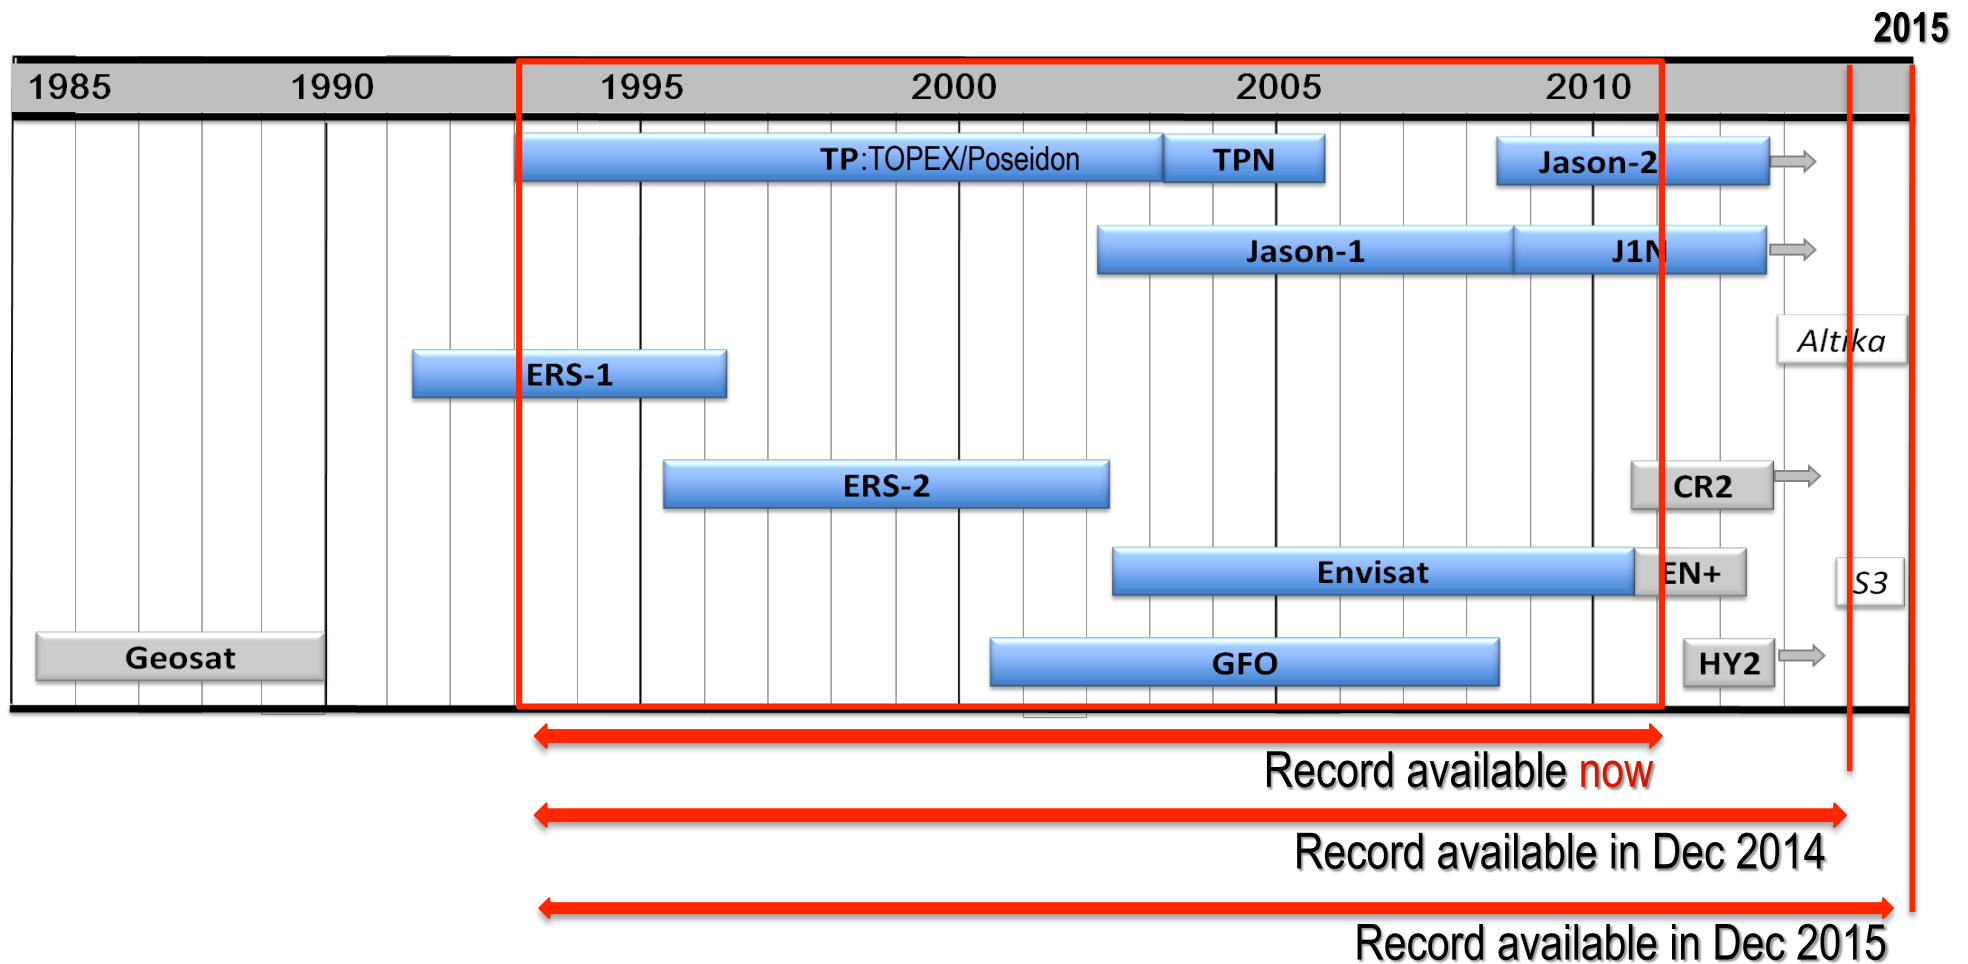 2015
1985 1990 1995 2000 2005 2010
TP:TOPEX/Poseidon TPN Jason-2
Jason-1 J1N
Altika
ERS-1
ERS-2 CR2
Envisat EN+ S3
Geosat GFO HY2
Record available now
Record available in Dec 2014
Record available in Dec 2015